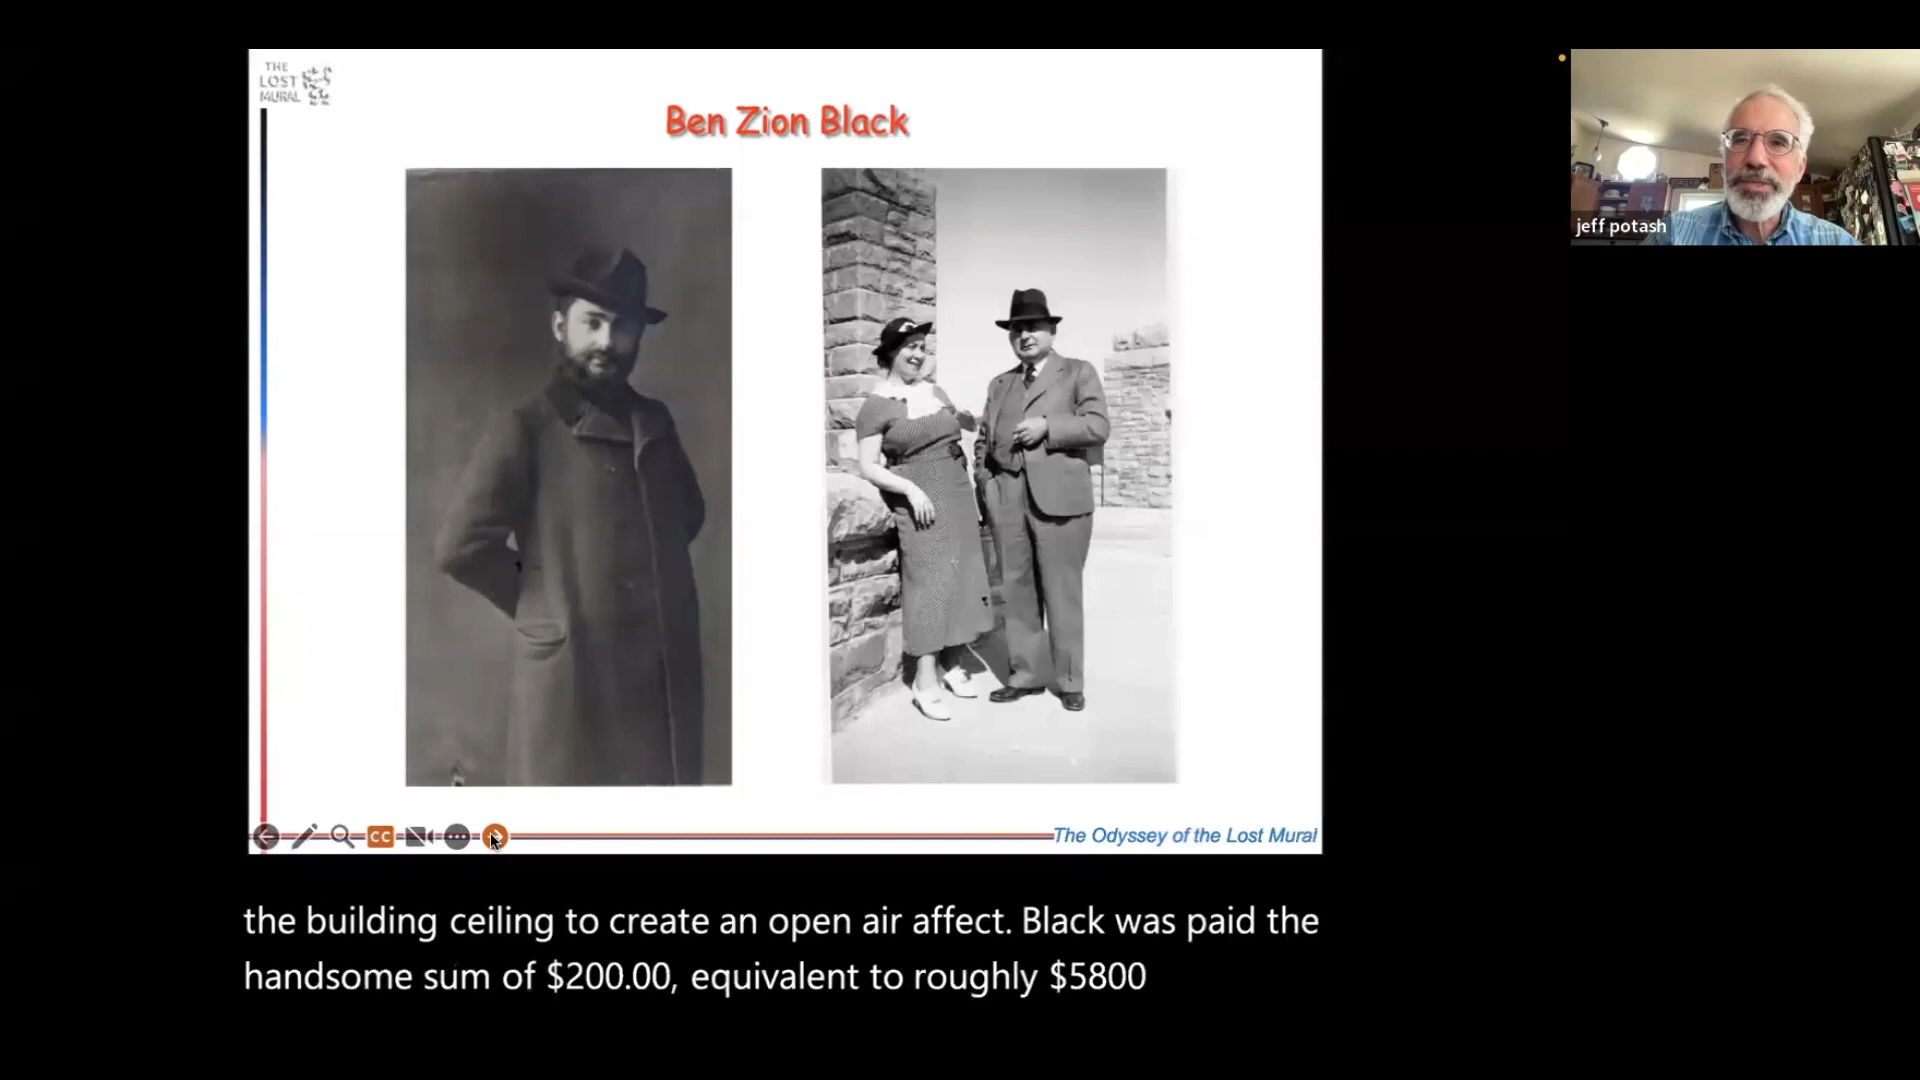 THE
LOST
MURAL
Ben Zion Black
jeff potash
CC
The Odyssey of the Lost Mural
the building ceiling to create an open air affect. Black was paid the
handsome sum of $200.00, equivalent to roughly $5800